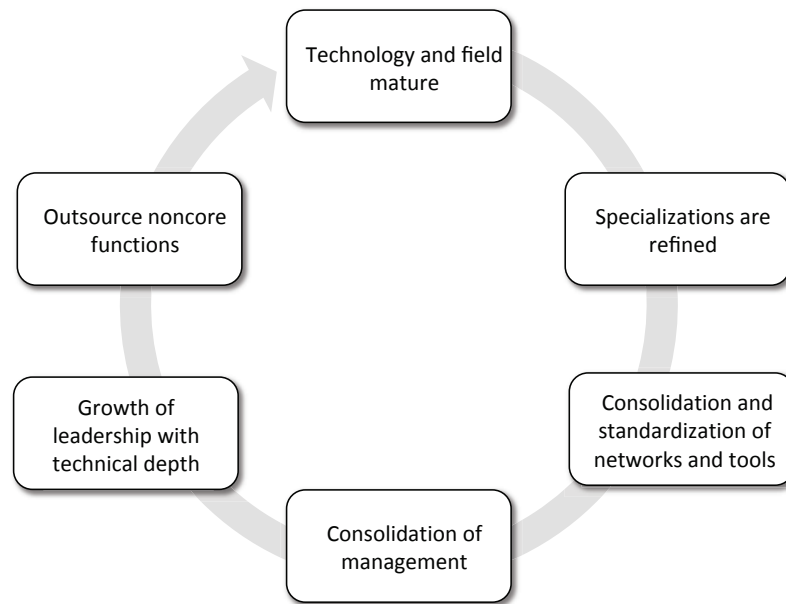 Technology and field
mature
Specializations are
refined
Consolidation and
standardization of
networks and tools
Consolidation of
management
Growth of
leadership with
technical depth
Outsource noncore
functions